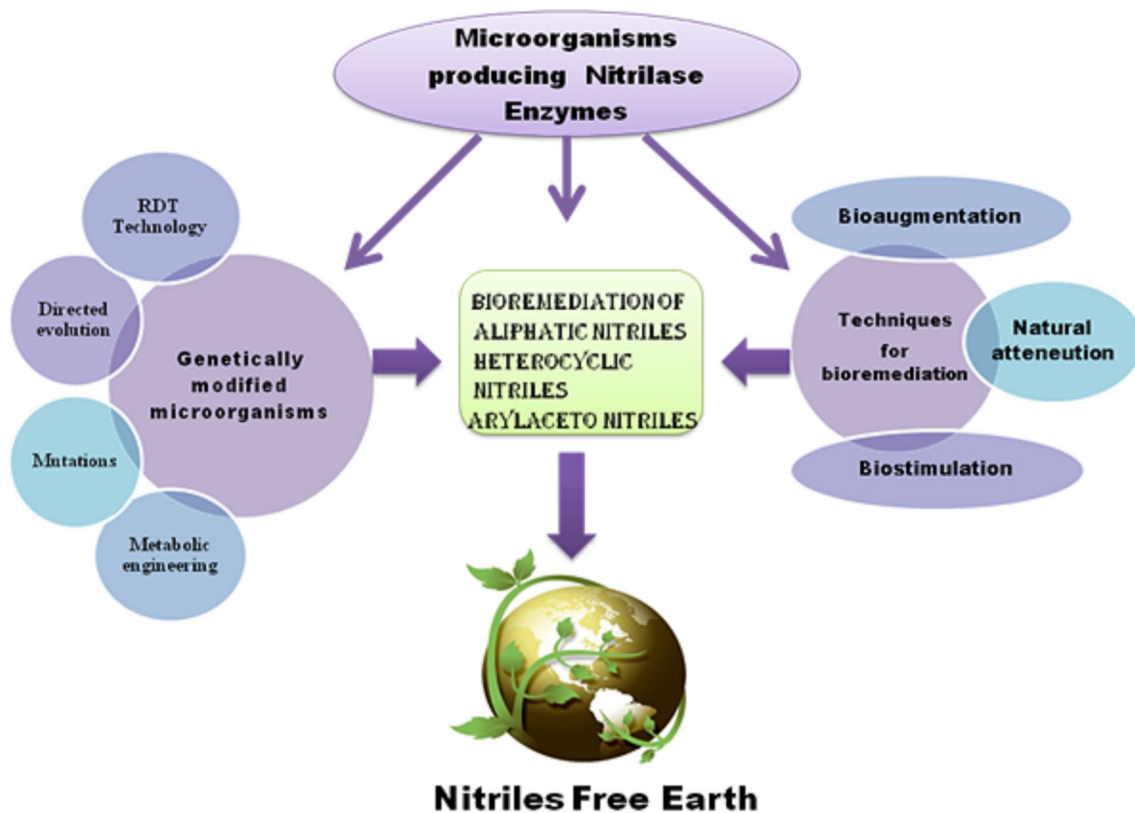 Microorganisms
producing Nitrilase
Enzymes
RDT
Technology
Directed
evolution
Mutations
Metabolic
engineering
Genetically
modified
microorganisms
BIOREMEDIATION OF
ALIPHATIC NITRILES
HETEROCYCLIC
NITRILES
ARYLACETO NITRILES
Bioaugmentation
Techniques
for
bioremediation
Natural
atteneution
Biostimulation
Nitriles Free Earth